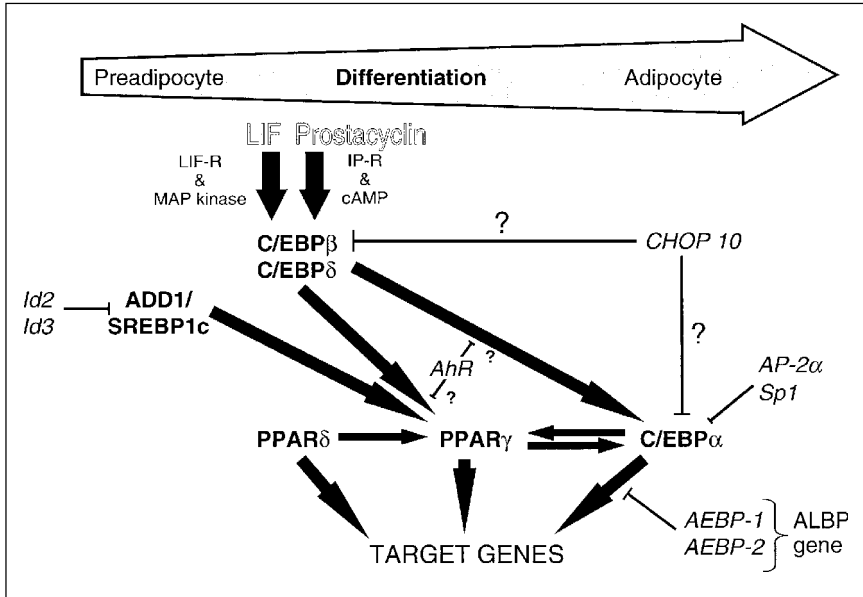 Preadipocyte Differentiation Adipocyte
LIF Prostacyclin
LIF-R
&
MAP kinase
IP-R
&
cAMP
C/EBPβ
C/EBPδ
?
CHOP 10
Id2
Id3
ADD1/
SREBP1c
?
AhR
?
?
AP-2α
Sp1
PPARδ
PPARγ
C/EBPα
AEBP-1
AEBP-2
ALBP
gene
TARGET GENES